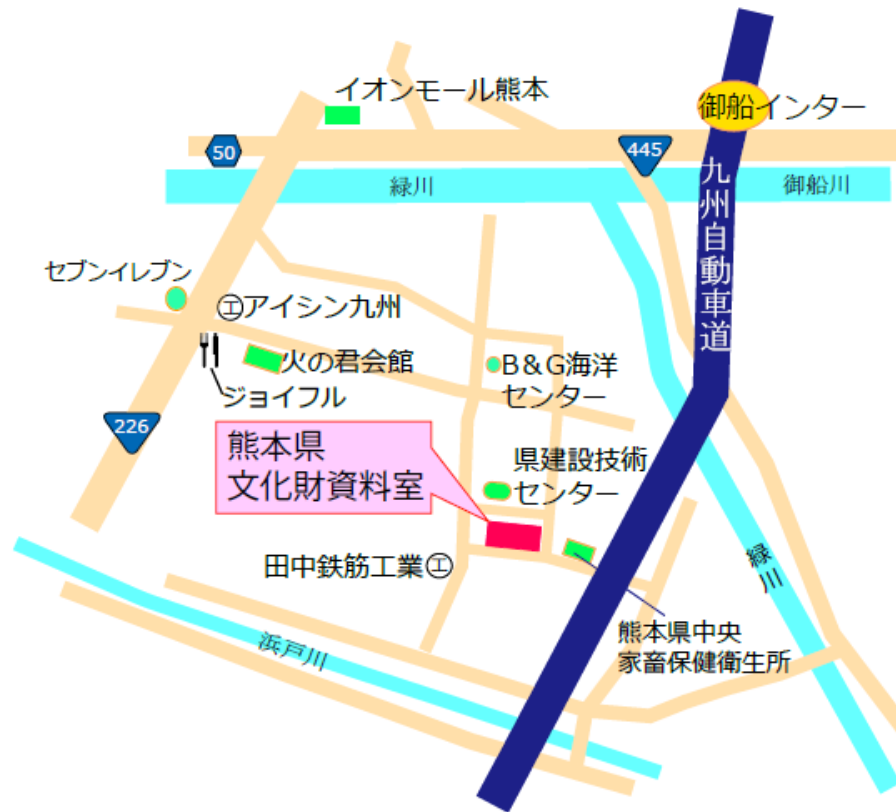 イオンモール熊本
御船インター
50
445
緑川
御船川
九州自動車道
セブンイレブン
㋓アイシン九州
火の君会館
ジョイフル
B&G海洋
センター
226
熊本県
文化財資料室
県建設技術
センター
田中鉄筋工業㋓
緑川
熊本県中央
家畜保健衛生所
浜戸川